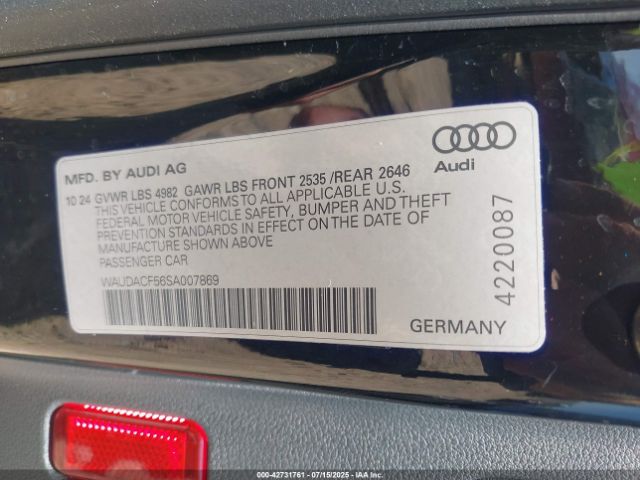 MFD. BY AUDI AG
Audi
10 24 GVWR LBS 4982 GAWR LBS FRONT 2535 /REAR 2646
THIS VEHICLE CONFORMS TO ALL APPLICABLE U.S.
FEDERAL MOTOR VEHICLE SAFETY, BUMPER AND THEFT
PREVENTION STANDARDS IN EFFECT ON THE DATE OF
MANUFACTURE SHOWN ABOVE
PASSENGER CAR
WAUDACF56SA007869
4220087
GERMANY
000-42731761 07/15/2025 Copyright IAA, LLC